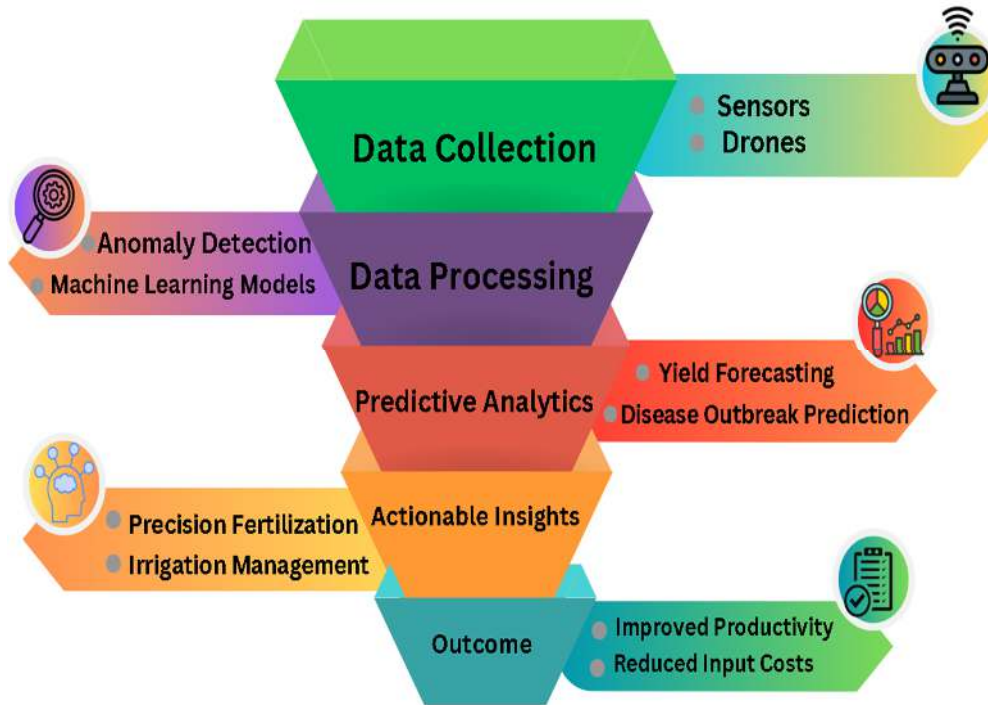 Data Collection
Sensors
Drones
Data Processing
Anomaly Detection
Machine Learning Models
Predictive Analytics
Yield Forecasting
Disease Outbreak Prediction
Actionable Insights
Precision Fertilization
Irrigation Management
Outcome
Improved Productivity
Reduced Input Costs